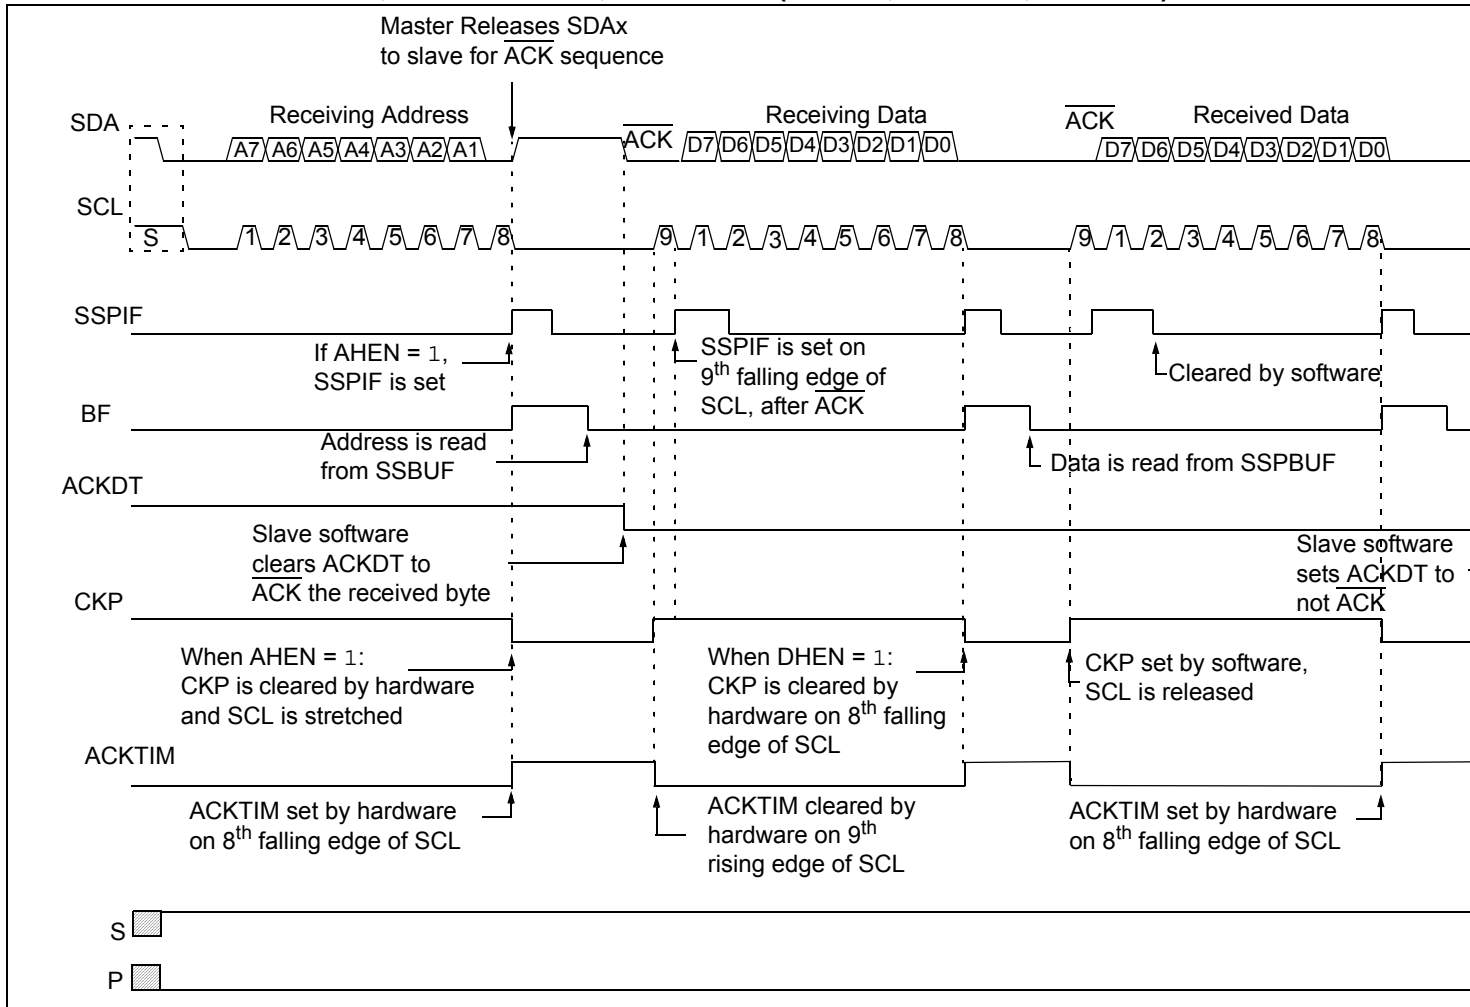 Master Releases SDAx
to slave for ACK sequence
SDA
Receiving Address
ACK
Receiving Data
ACK
Received Data
A7 A6 A5 A4 A3 A2 A1
D7 D6 D5 D4 D3 D2 D1 D0
D7 D6 D5 D4 D3 D2 D1 D0
SCL
S
1 2 3 4 5 6 7 8
9 1 2 3 4 5 6 7 8
9 1 2 3 4 5 6 7 8
SSPIF
If AHEN = 1,
SSPIF is set
SSPIF is set on
9th falling edge of
SCL, after ACK
Cleared by software
BF
Address is read
from SSBUF
Data is read from SSPBUF
ACKDT
Slave software
clears ACKDT to
ACK the received byte
Slave software
sets ACKDT to
not ACK
CKP
When AHEN = 1:
CKP is cleared by hardware
and SCL is stretched
When DHEN = 1:
CKP is cleared by
hardware on 8th falling
edge of SCL
CKP set by software,
SCL is released
ACKTIM
ACKTIM set by hardware
on 8th falling edge of SCL
ACKTIM cleared by
hardware on 9th
rising edge of SCL
ACKTIM set by hardware
on 8th falling edge of SCL
S
P